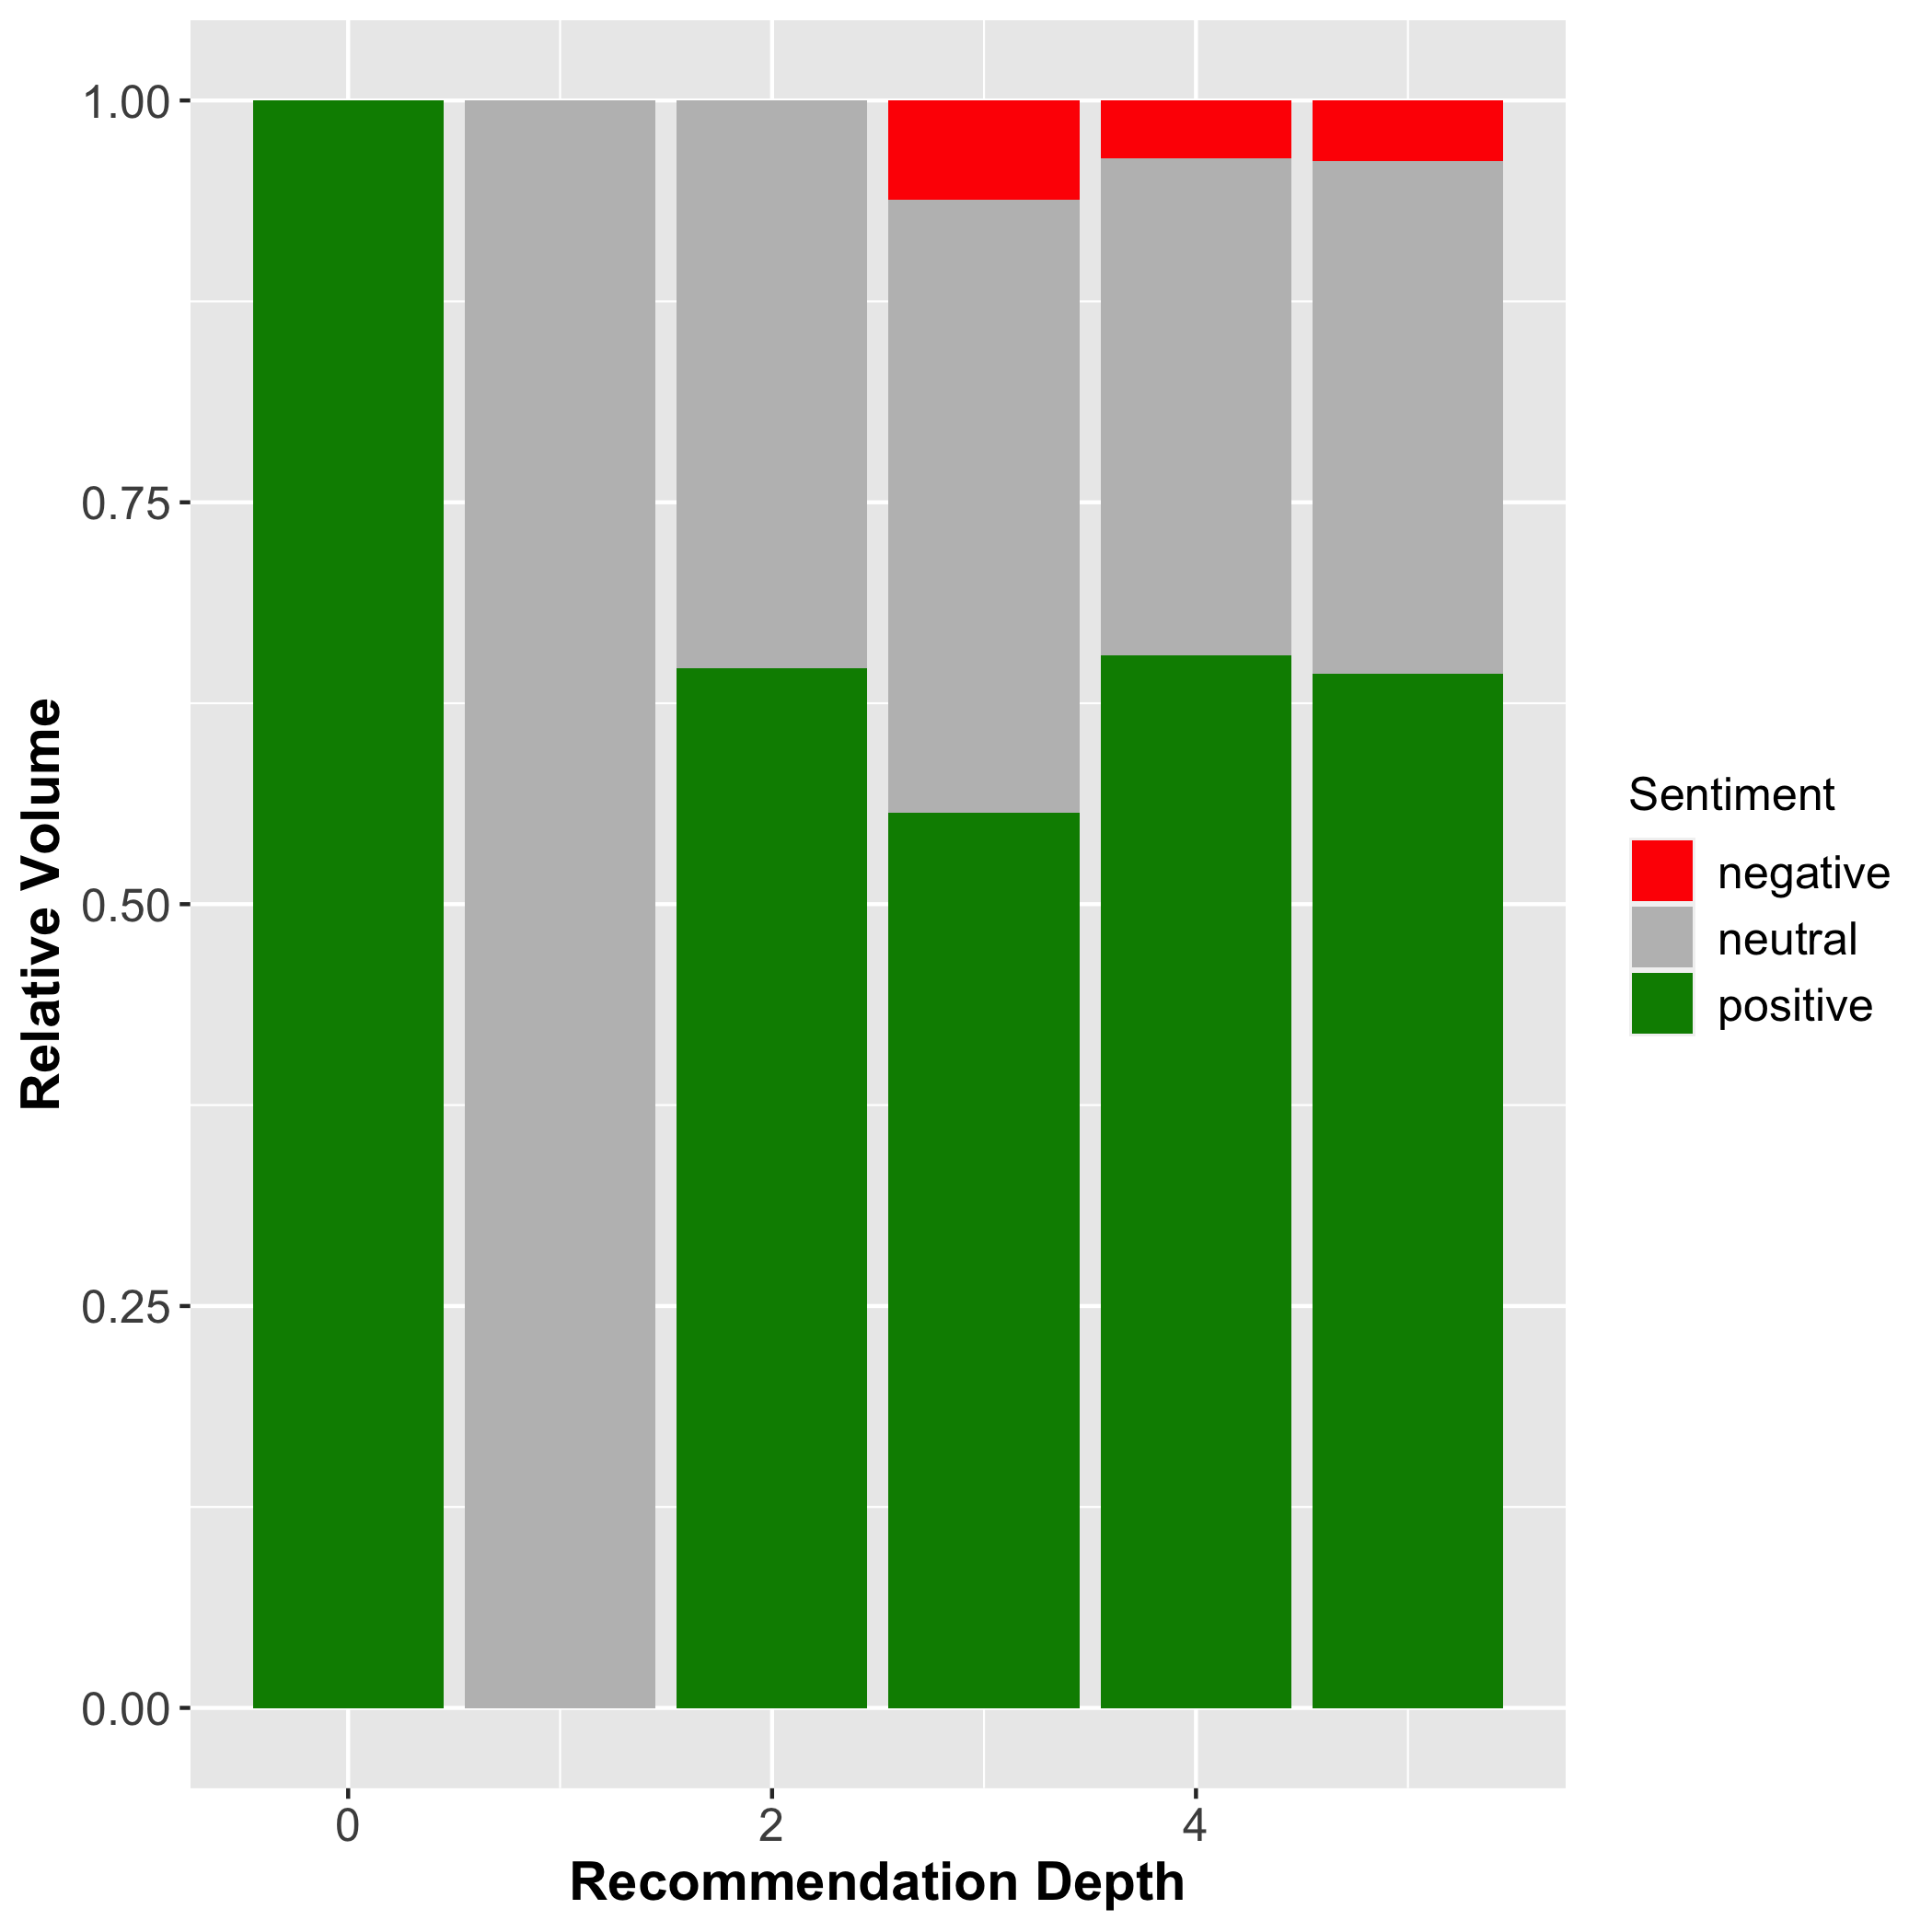 Relative Volume
1.00
0.75
0.50
0.25
0.00
0 2 4
Recommendation Depth
Sentiment
negative
neutral
positive